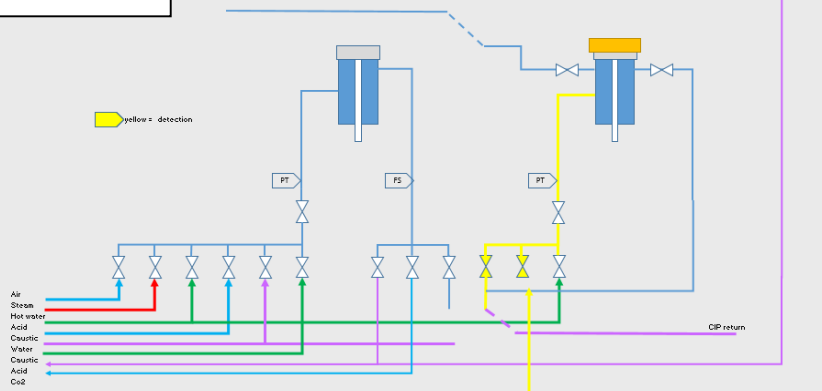 yellow = detection
PT
FS
PT
Air
Steam
Hot water
Acid
CIP return
Caustic
Water
Caustic
Acid
Co2